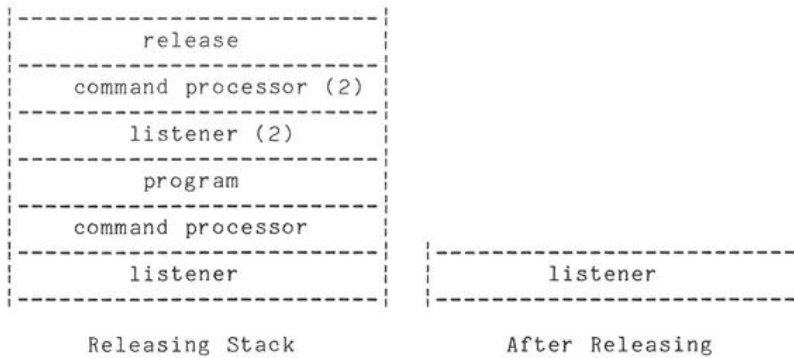 release
command processor (2)
listener (2)
program
command processor
listener listener
Releasing Stack After Releasing